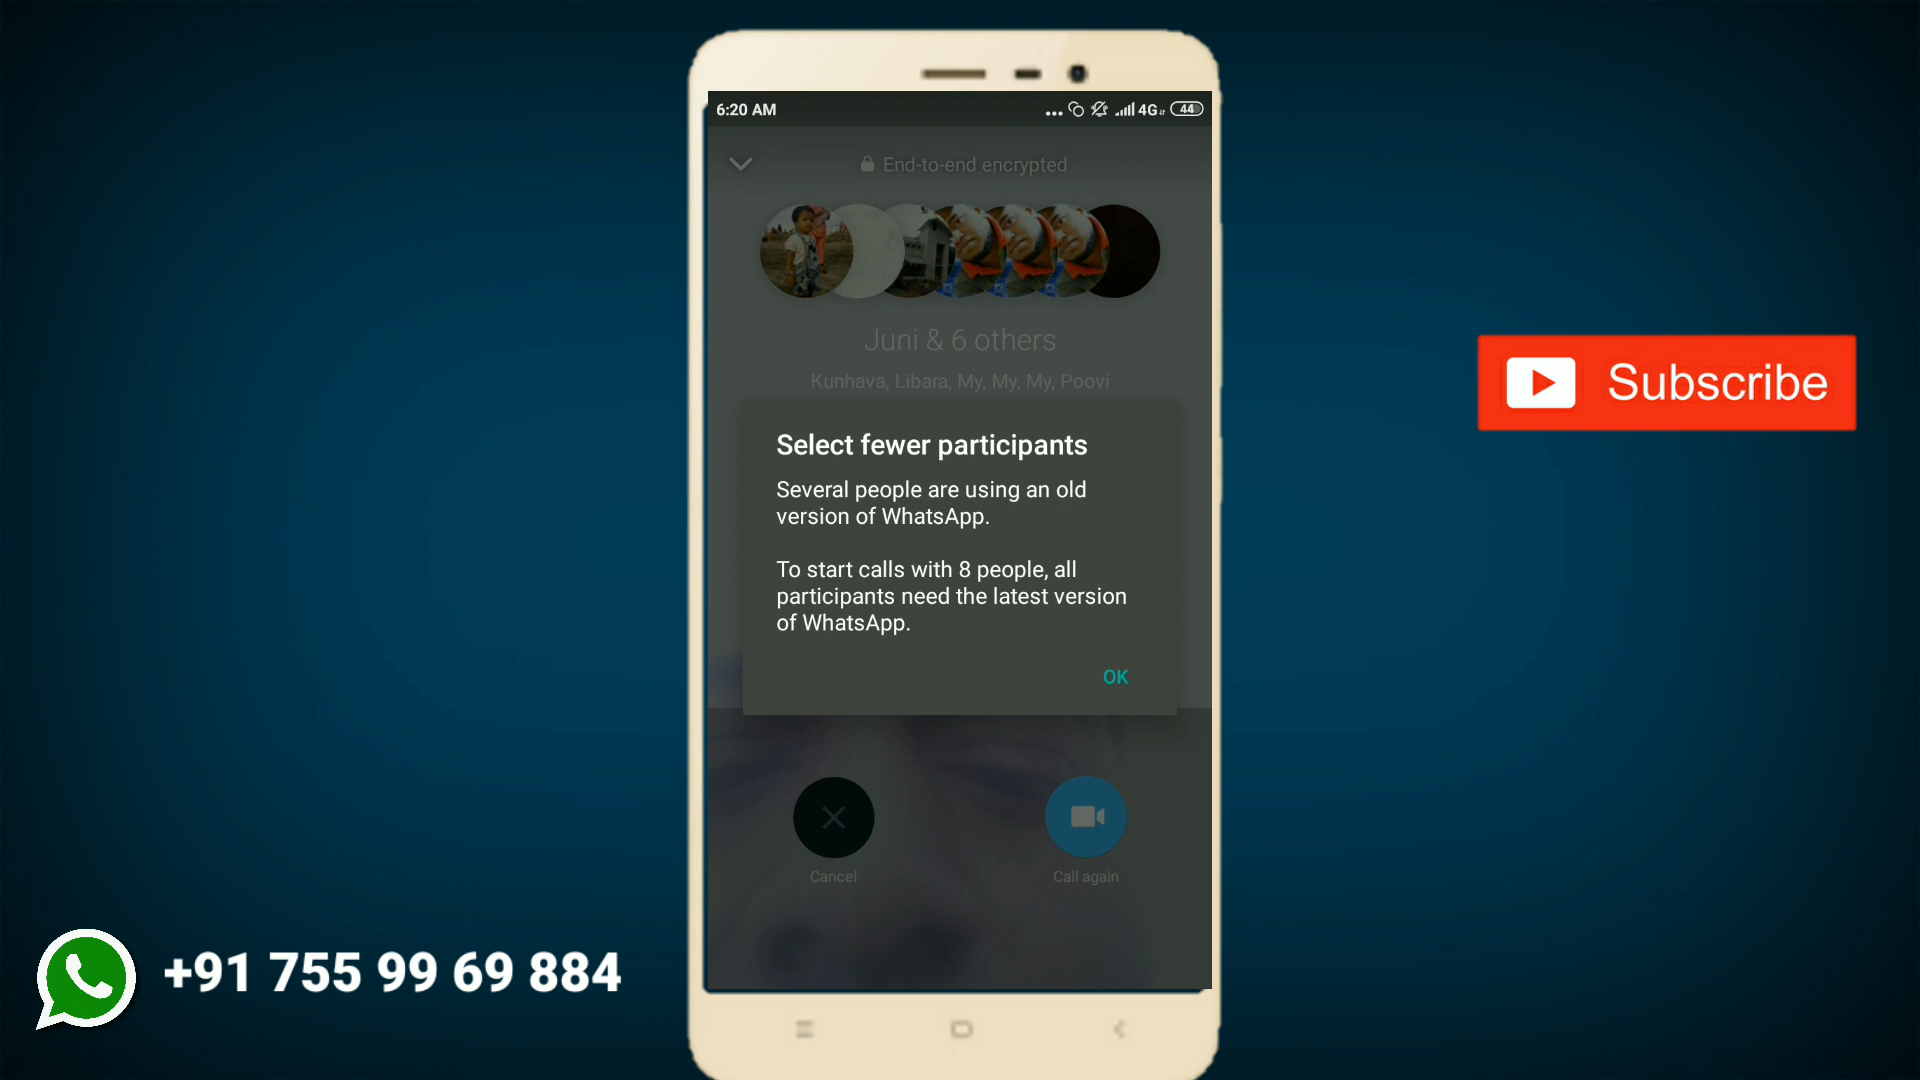 6:20 AM
4G
44
End-to-end encrypted
Juni & 6 others
Kunhava, Libara, My, My, My, Poovi
Select fewer participants
Several people are using an old
version of WhatsApp.
To start calls with 8 people, all
participants need the latest version
of WhatsApp.
OK
Cancel
Call again
Subscribe
+91 755 99 69 884